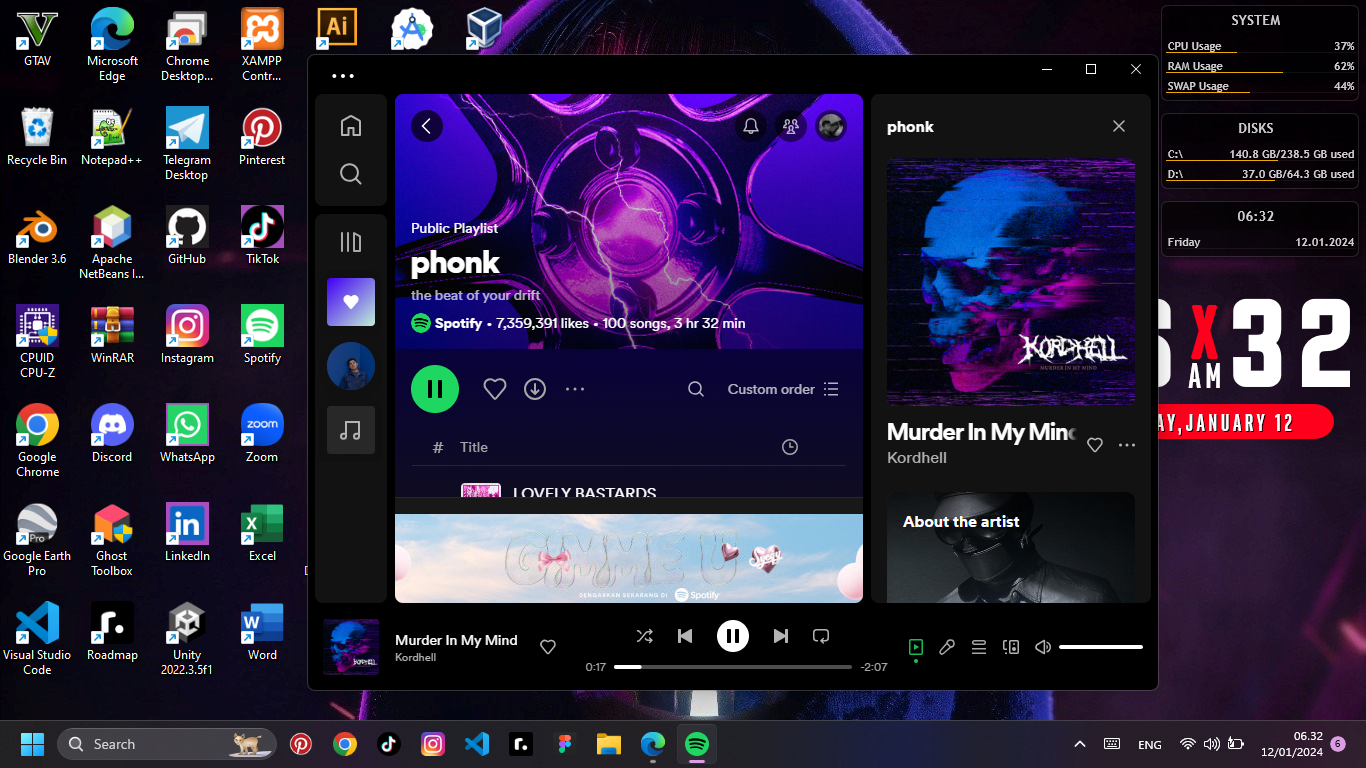 GTAV
Microsoft
Edge
Chrome
Desktop...
XAMPP
Contr...
Ai
Recycle Bin
Notepad++
Telegram
Desktop
Pinterest
Blender 3.6
Apache
NetBeans I...
GitHub
TikTok
CPUID
CPU-Z
WinRAR
Instagram
Spotify
Google
Chrome
Discord
WhatsApp
zoom
Zoom
Pro
Google Earth
Pro
Ghost
Toolbox
LinkedIn
Excel
Visual Studio
Code
Roadmap
Unity
2022.3.5f1
Word
Public Playlist
phonk
the beat of your drift
Spotify • 7,359,391 likes • 100 songs, 3 hr 32 min
Custom order
# Title
LOVELY BASTARDS
DENGARKAN SEKARANG DI Spotify
phonk
KORDHELL
MURDER IN MY MIND
Murder In My Min
Kordhell
About the artist
Murder In My Mind
Kordhell
0:17
-2:07
SYSTEM
CPU Usage 37%
RAM Usage 62%
SWAP Usage 44%
DISKS
C:\ 140.8 GB/238.5 GB used
D:\ 37.0 GB/64.3 GB used
06:32
Friday 12.01.2024
6 X 32
AM
AY,JANUARY 12
Search
ENG
06.32
12/01/2024
6